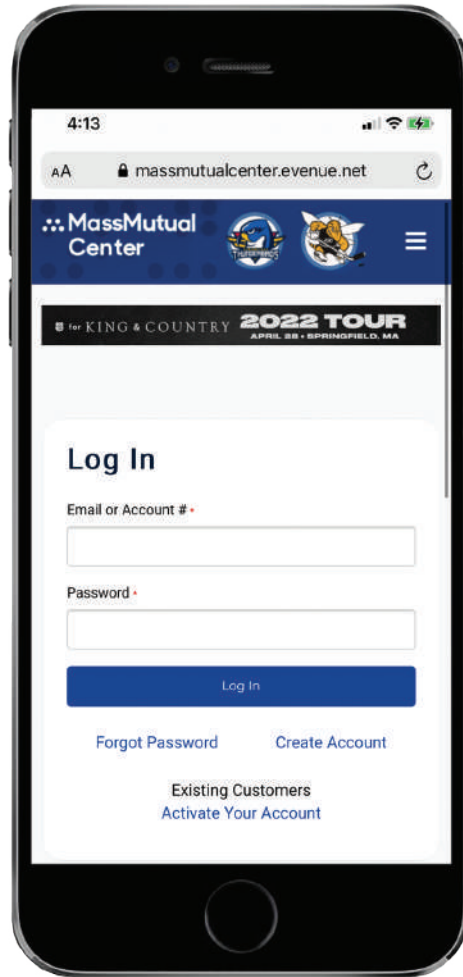 4:13
AA massmutualcenter.evenue.net
MassMutual
Center
THUNDERBIRDS
for KING & COUNTRY 2022 TOUR
APRIL 28 • SPRINGFIELD, MA
Log In
Email or Account # •
Password •
Log In
Forgot Password Create Account
Existing Customers
Activate Your Account